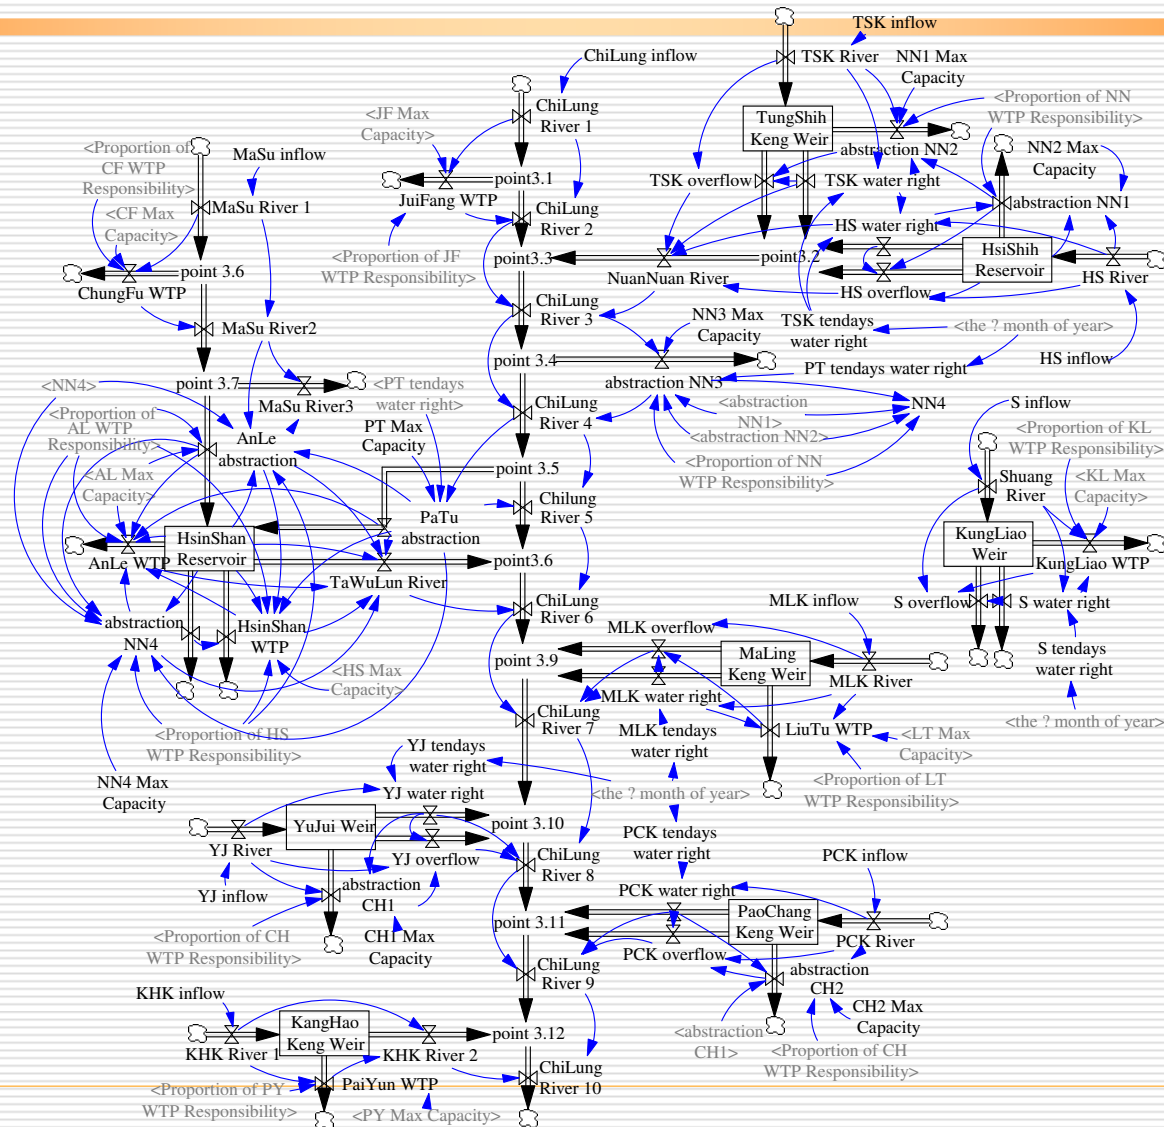 TSK inflow
ChiLung inflow
TSK River
NN1 Max
Capacity
<Proportion of NN
WTP Responsibility>
<JF Max
Capacity>
ChiLung
River 1
TungShih
Keng Weir
abstraction NN2
NN2 Max
Capacity
<Proportion of
CF WTP
Responsibility>
MaSu inflow
point3.1
JuiFang WTP
TSK overflow
TSK water right
abstraction NN1
MaSu River 1
<CF Max
Capacity>
ChiLung
River 2
HS water right
HsiShih
Reservoir
<Proportion of JF
WTP Responsibility>
point3.3
point3.2
point 3.6
ChungFu WTP
NuanNuan River
HS overflow
HS River
ChiLung
River 3
NN3 Max
Capacity
TSK tendays
water right
<the ? month of year>
HS inflow
MaSu River2
point 3.4
PT tendays water right
<NN4>
point 3.7
MaSu River3
<PT tendays
water right>
abstraction NN3
<abstraction
NN1>
NN4
<Proportion of
AL WTP
Responsibility>
AnLe
abstraction
PT Max
Capacity
ChiLung
River 4
<abstraction NN2>
S inflow
<Proportion of KL
WTP Responsibility>
<AL Max
Capacity>
point 3.5
<Proportion of NN
WTP Responsibility>
Shuang
River
<KL Max
Capacity>
PaTu
abstraction
Chilung
River 5
HsinShan
Reservoir
KungLiao
Weir
AnLe WTP
TaWuLun River
point3.6
KungLiao WTP
ChiLung
River 6
MLK inflow
S overflow
S water right
abstraction
NN4
HsinShan
WTP
MLK overflow
MaLing
Keng Weir
S tendays
water right
point 3.9
<HS Max
Capacity>
MLK water right
MLK River
ChiLung
River 7
<the ? month of year>
<Proportion of HS
WTP Responsibility>
MLK tendays
water right
LiuTu WTP
<LT Max
Capacity>
YJ tendays
water right
NN4 Max
Capacity
YJ water right
<the ? month of year>
<Proportion of LT
WTP Responsibility>
YuJui Weir
point 3.10
PCK tendays
water right
YJ River
YJ overflow
ChiLung
River 8
PCK inflow
YJ inflow
abstraction
CH1
PCK water right
PaoChang
Keng Weir
point 3.11
<Proportion of CH
WTP Responsibility>
CH1 Max
Capacity
PCK River
PCK overflow
ChiLung
River 9
abstraction
CH2
KHK inflow
CH2 Max
Capacity
KangHao
Keng Weir
point 3.12
<abstraction
CH1>
<Proportion of CH
WTP Responsibility>
KHK River 1
KHK River 2
ChiLung
River 10
<Proportion of PY
WTP Responsibility>
PaiYun WTP
<PY Max Capacity>